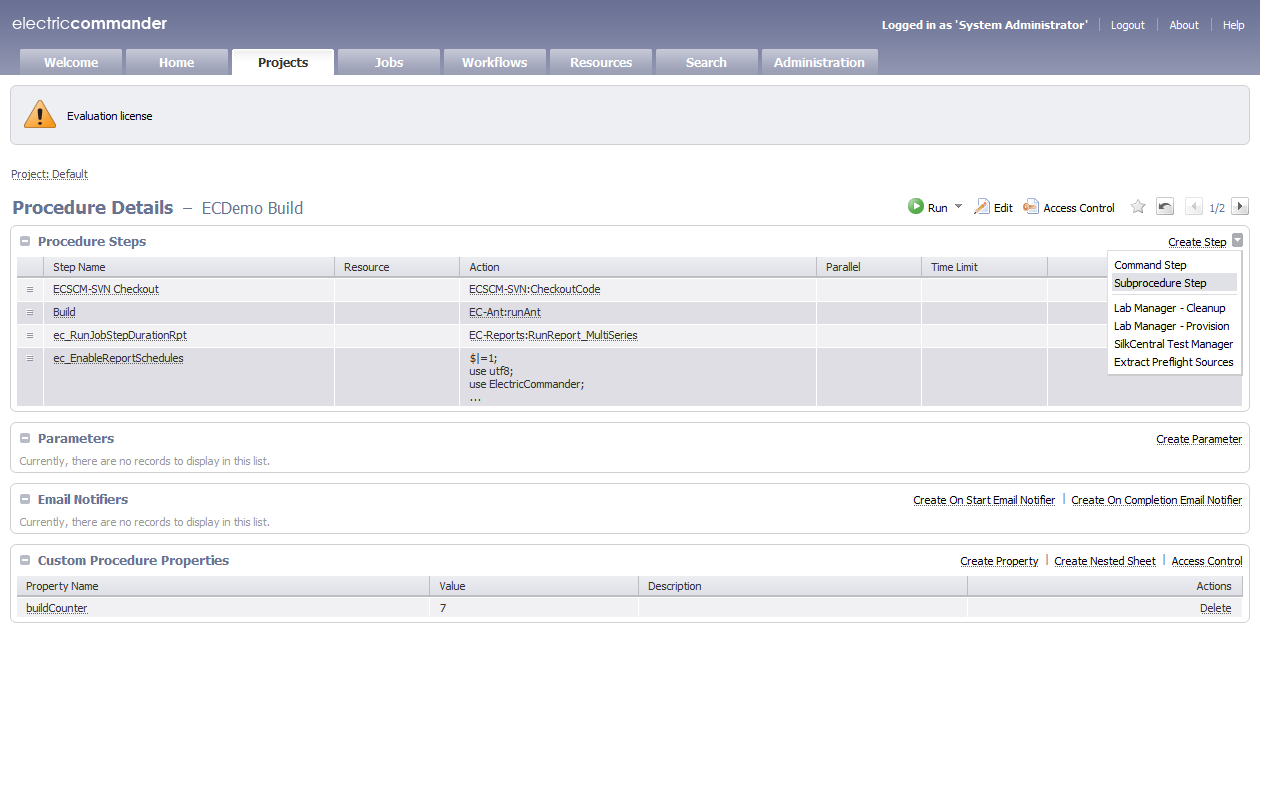 electriccommander
Logged in as 'System Administrator' Logout About Help
Welcome Home Projects Jobs Workflows Resources Search Administration
Evaluation license
Project: Default
Procedure Details – ECDemo Build
Run Edit Access Control 1/2
Procedure Steps
Create Step
Step Name Resource Action Parallel Time Limit
ECSCM-SVN Checkout ECSCM-SVN:CheckoutCode
Build EC-Ant:runAnt
ec_RunJobStepDurationRpt EC-Reports:RunReport_MultiSeries
ec_EnableReportSchedules $|=1;
use utf8;
use ElectricCommander;
...
Command Step
Subprocedure Step
Lab Manager - Cleanup
Lab Manager - Provision
SilkCentral Test Manager
Extract Preflight Sources
Parameters Create Parameter
Currently, there are no records to display in this list.
Email Notifiers Create On Start Email Notifier Create On Completion Email Notifier
Currently, there are no records to display in this list.
Custom Procedure Properties Create Property Create Nested Sheet Access Control
Property Name Value Description Actions
buildCounter 7 Delete